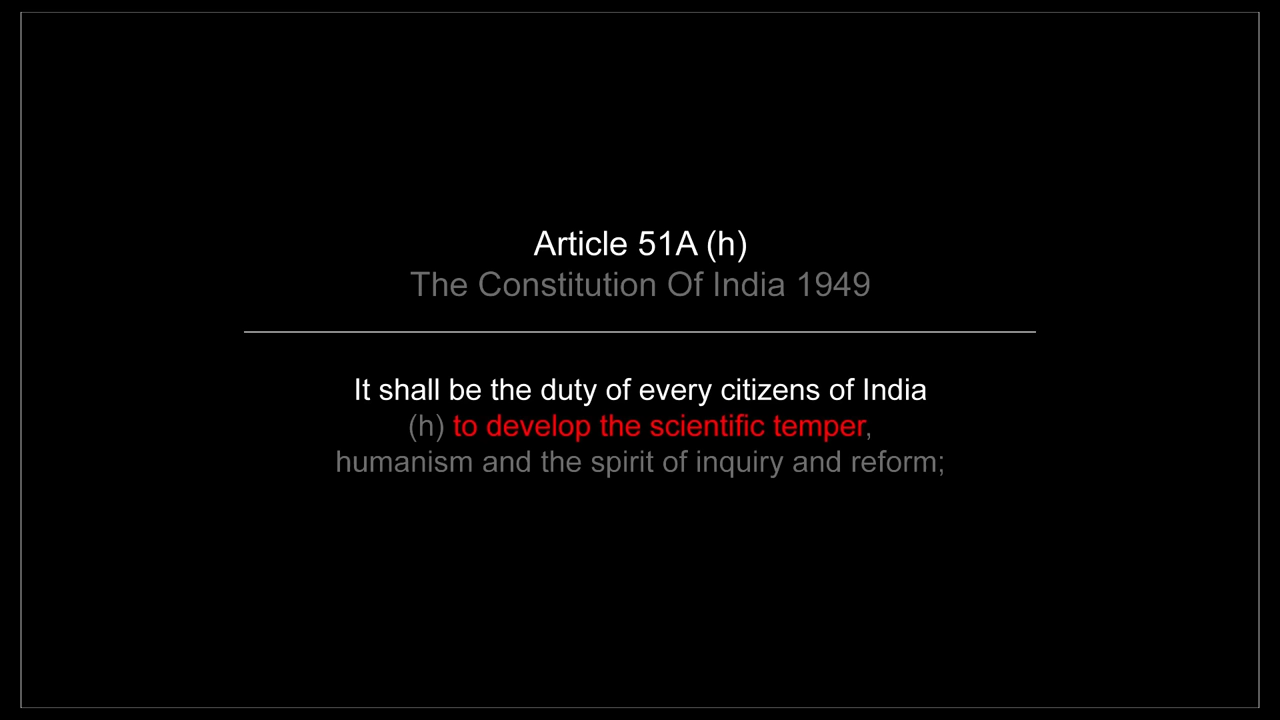 Article 51A (h)
The Constitution Of India 1949
It shall be the duty of every citizens of India
(h) to develop the scientific temper,
humanism and the spirit of inquiry and reform;